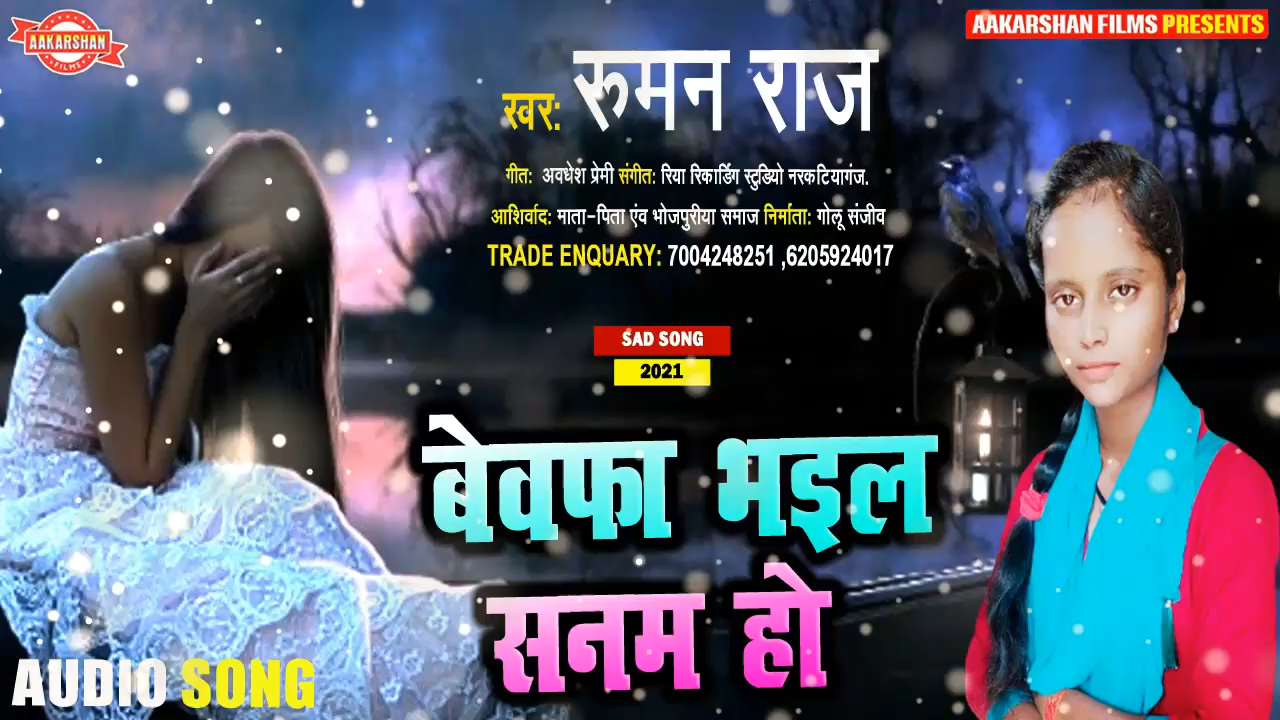 AAKARSHAN
FILMS
AAKARSHAN FILMS PRESENTS
स्वर: रूमन राज
गीत: अवधेश प्रेमी संगीत: रिया रिकार्डिंग स्टुडियो नरकटियागंज.
आशिर्वाद: माता-पिता एंव भोजपुरीया समाज निर्माता: गोलू संजीव
TRADE ENQUARY: 7004248251 ,6205924017
SAD SONG
2021
बेवफा भइल
सनम हो
AUDIO SONG